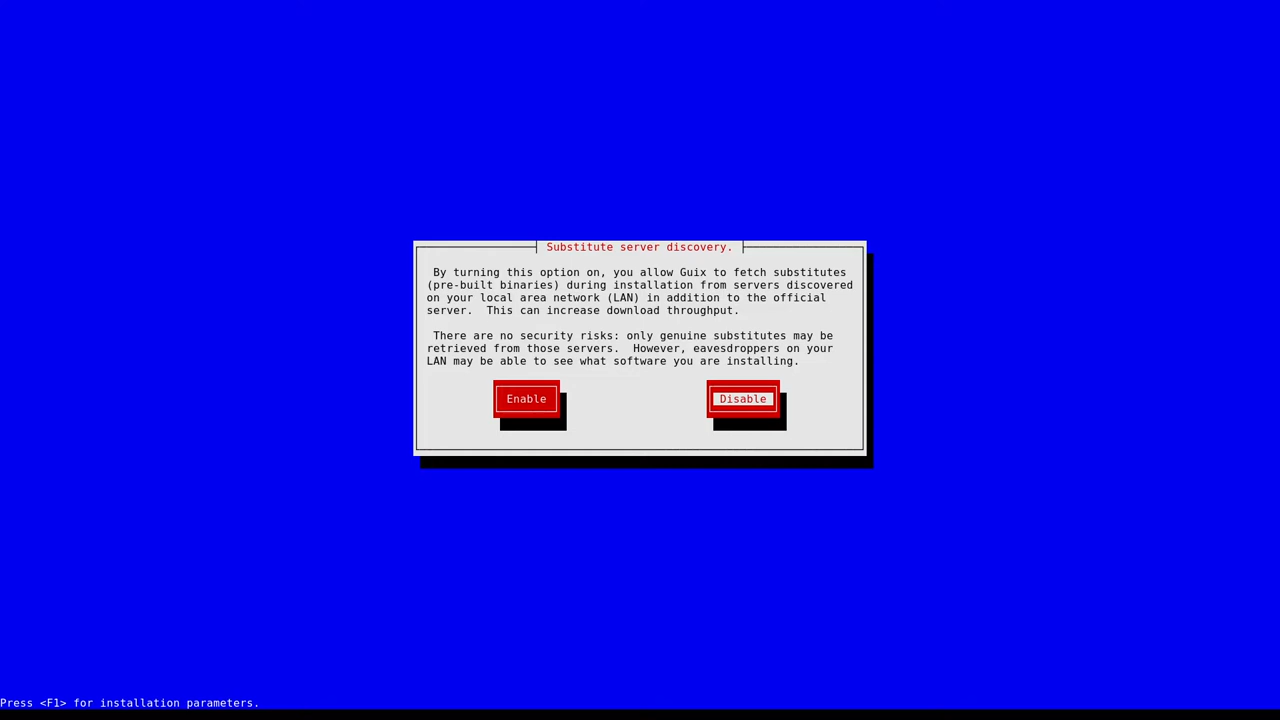 Substitute server discovery.
By turning this option on, you allow Guix to fetch substitutes
(pre-built binaries) during installation from servers discovered
on your local area network (LAN) in addition to the official
server.  This can increase download throughput.
There are no security risks: only genuine substitutes may be
retrieved from those servers.  However, eavesdroppers on your
LAN may be able to see what software you are installing.
Enable Disable
Press <F1> for installation parameters.